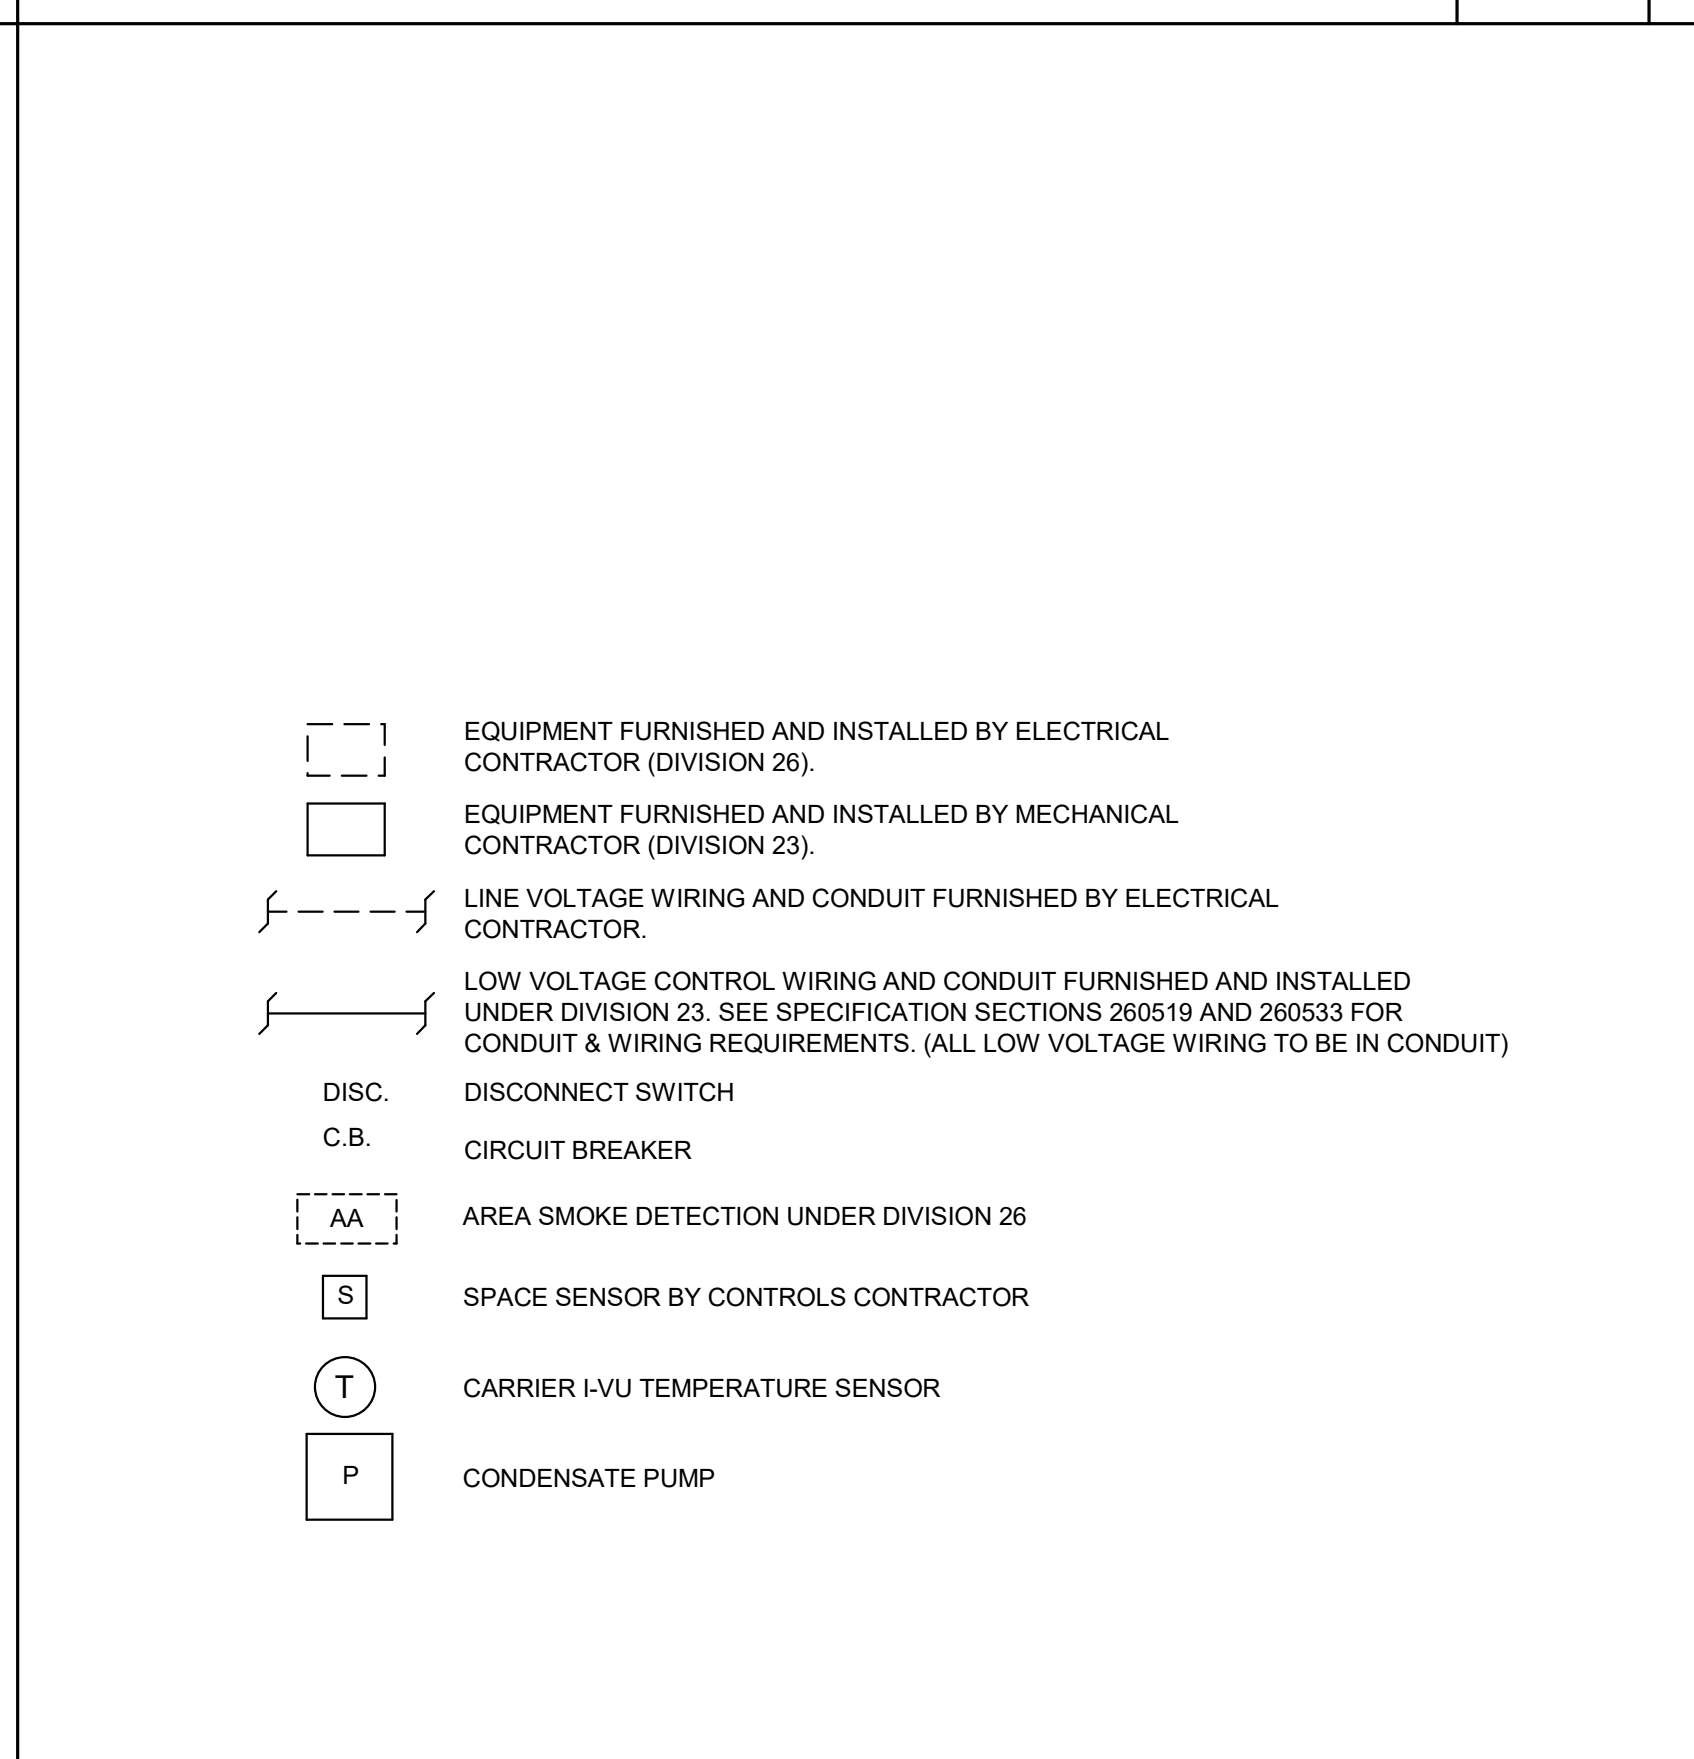 EQUIPMENT FURNISHED AND INSTALLED BY ELECTRICAL
CONTRACTOR (DIVISION 26).
EQUIPMENT FURNISHED AND INSTALLED BY MECHANICAL
CONTRACTOR (DIVISION 23).
LINE VOLTAGE WIRING AND CONDUIT FURNISHED BY ELECTRICAL
CONTRACTOR.
LOW VOLTAGE CONTROL WIRING AND CONDUIT FURNISHED AND INSTALLED
UNDER DIVISION 23. SEE SPECIFICATION SECTIONS 260519 AND 260533 FOR
CONDUIT & WIRING REQUIREMENTS. (ALL LOW VOLTAGE WIRING TO BE IN CONDUIT)
DISC. DISCONNECT SWITCH
C.B. CIRCUIT BREAKER
AA AREA SMOKE DETECTION UNDER DIVISION 26
S SPACE SENSOR BY CONTROLS CONTRACTOR
T CARRIER I-VU TEMPERATURE SENSOR
P CONDENSATE PUMP